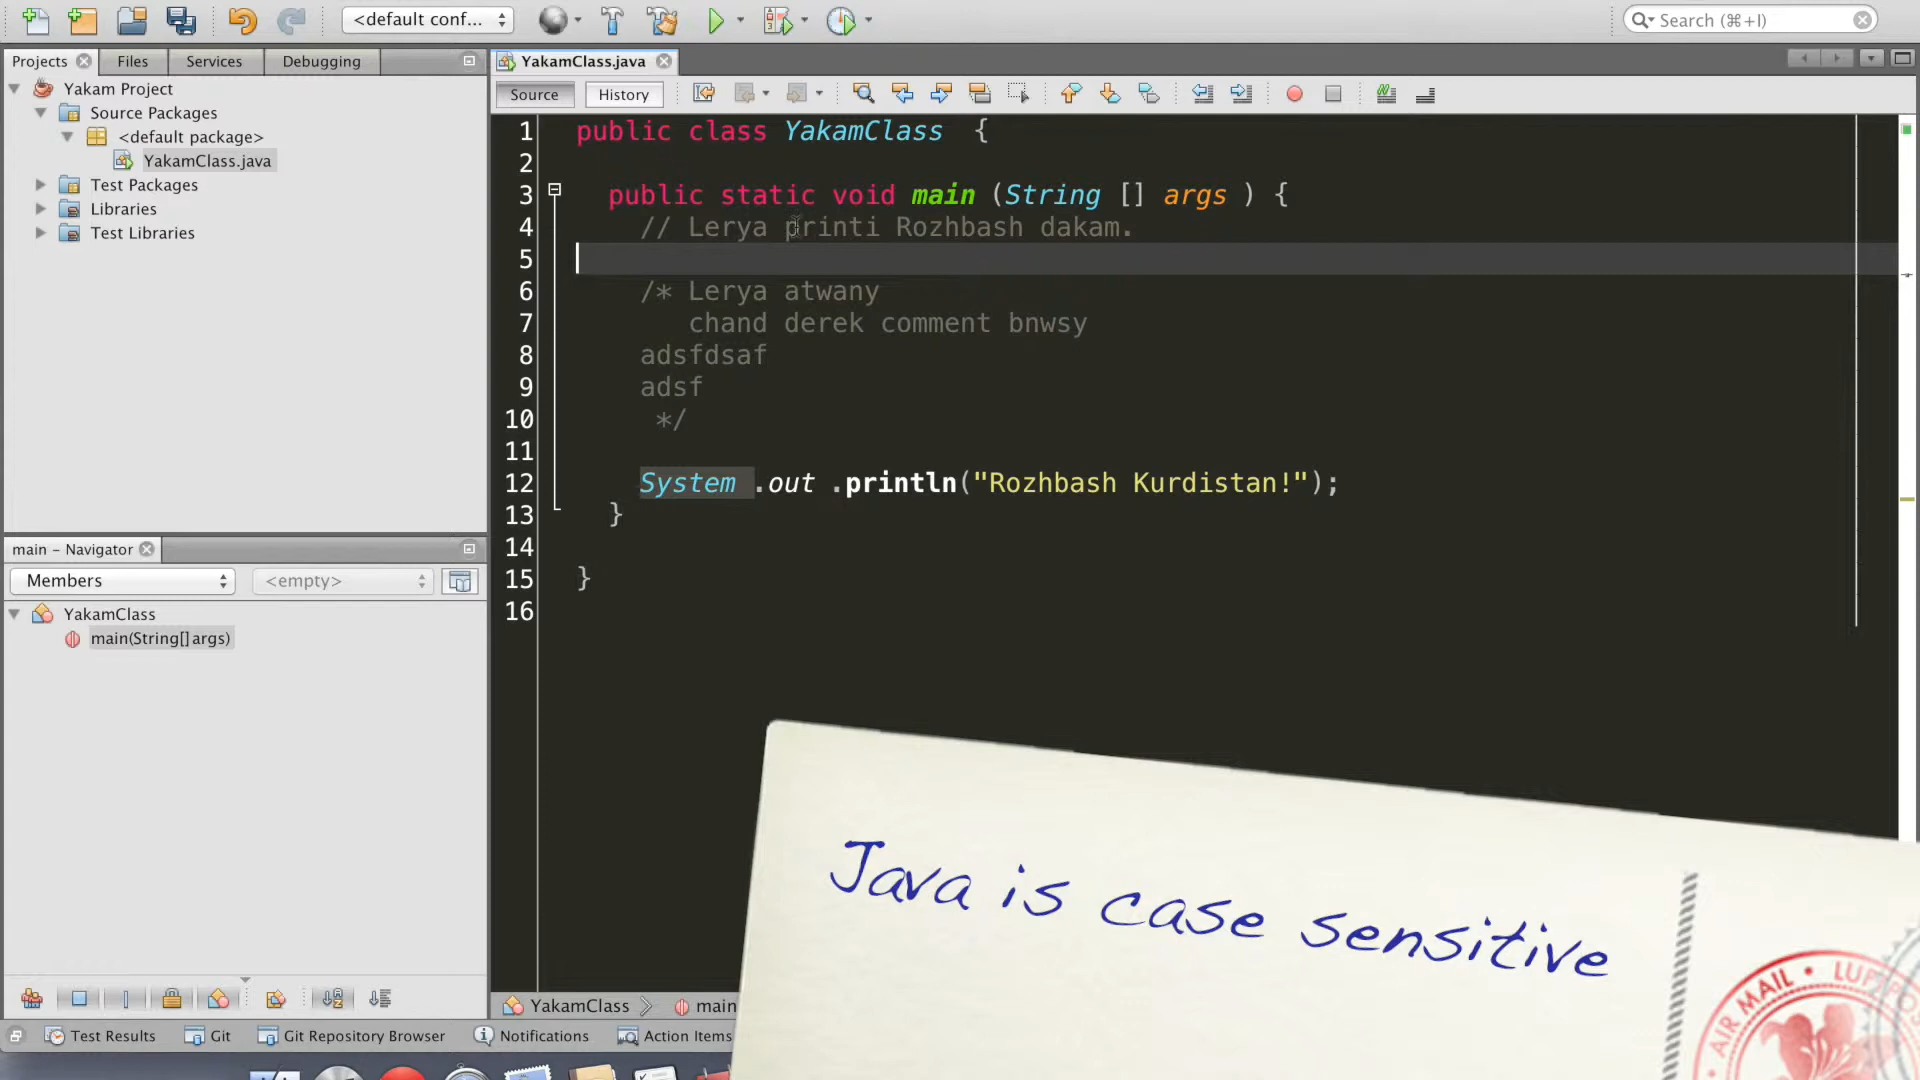 <default conf...
Search (⌘+I)
Projects
Files
Services
Debugging
Yakam Project
Source Packages
<default package>
YakamClass.java
Test Packages
Libraries
Test Libraries
main – Navigator
Members
<empty>
YakamClass
main(String[] args)
YakamClass.java
Source
History
1 public class YakamClass {
2
3 public static void main (String [] args ) {
4 // Lerya printi Rozhbash dakam.
5
6 /* Lerya atwany
7 chand derek comment bnwsy
8 adsfdsaf
9 adsf
10 */
11
12 System .out .println("Rozhbash Kurdistan!");
13 }
14
15 }
16
Java is case sensitive
AIR MAIL •
YakamClass
main
Test Results
Git
Git Repository Browser
Notifications
Action Items